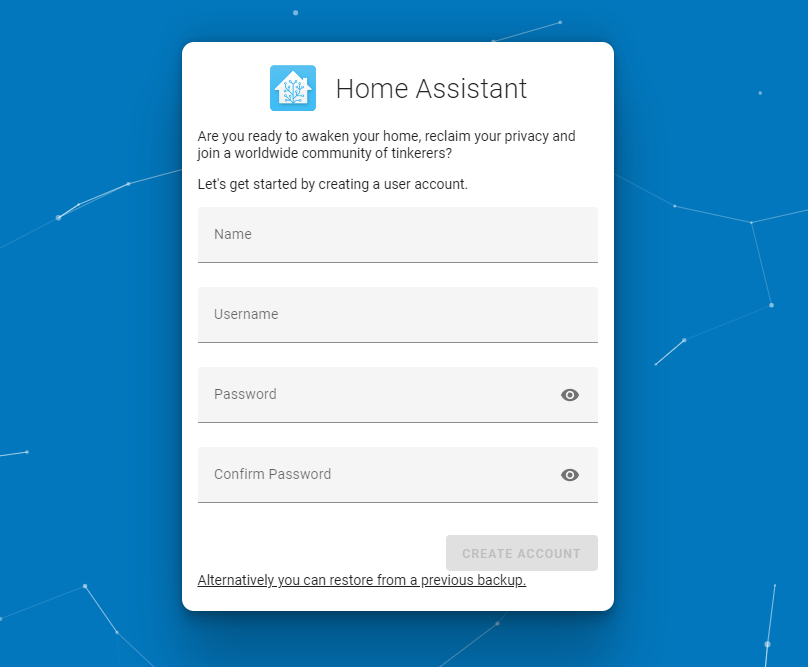 Home Assistant
Are you ready to awaken your home, reclaim your privacy and
join a worldwide community of tinkerers?
Let's get started by creating a user account.
Name
Username
Password
Confirm Password
CREATE ACCOUNT
Alternatively you can restore from a previous backup.